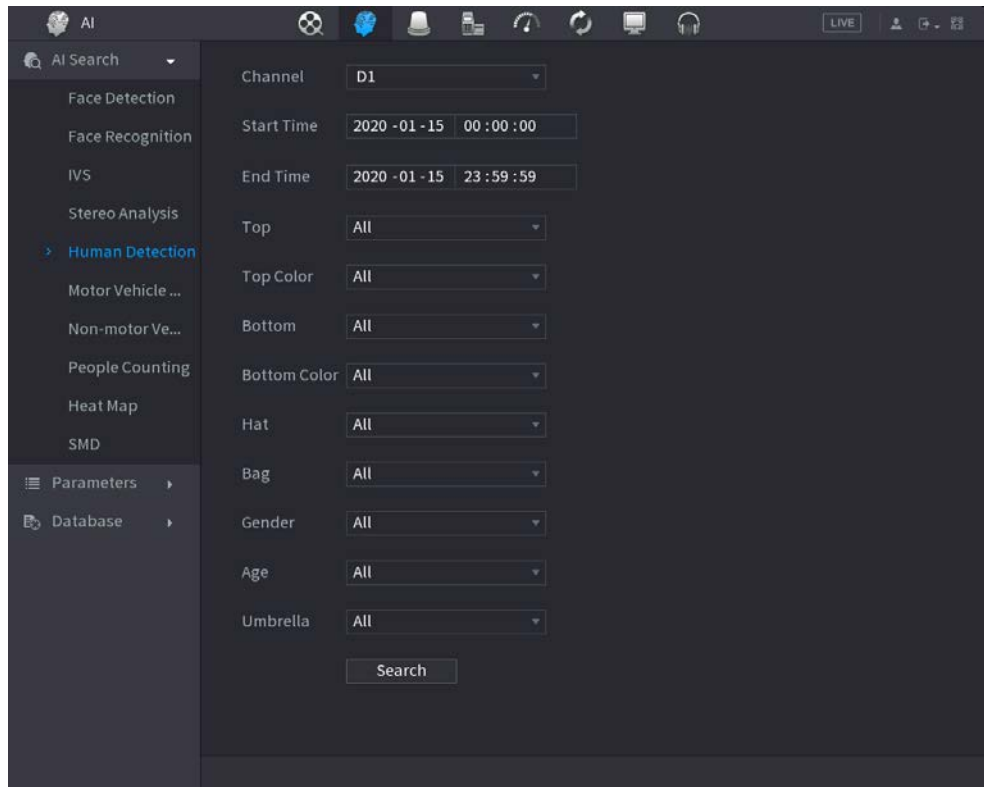 AI
LIVE
AI Search
Face Detection
Face Recognition
IVS
Stereo Analysis
Human Detection
Motor Vehicle ...
Non-motor Ve...
People Counting
Heat Map
SMD
Parameters
Database
Channel D1
Start Time 2020 -01 -15 00 :00 :00
End Time 2020 -01 -15 23 :59 :59
Top All
Top Color All
Bottom All
Bottom Color All
Hat All
Bag All
Gender All
Age All
Umbrella All
Search